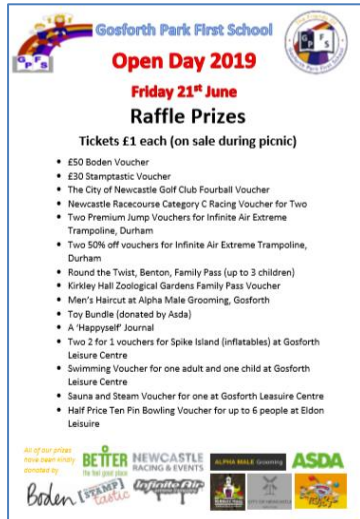 Gosforth Park First School
GPFS
Open Day 2019
Friday 21st June
Raffle Prizes
Tickets £1 each (on sale during picnic)
• £50 Boden Voucher
• £30 Stamptastic Voucher
• The City of Newcastle Golf Club Fourball Voucher
• Newcastle Racecourse Category C Racing Voucher for Two
• Two Premium Jump Vouchers for Infinite Air Extreme
Trampoline, Durham
• Two 50% off vouchers for Infinite Air Extreme Trampoline,
Durham
• Round the Twist, Benton, Family Pass (up to 3 children)
• Kirkley Hall Zoological Gardens Family Pass Voucher
• Men's Haircut at Alpha Male Grooming, Gosforth
• Toy Bundle (donated by Asda)
• A 'Happyself' Journal
• Two 2 for 1 vouchers for Spike Island (inflatables) at Gosforth
Leisure Centre
• Swimming Voucher for one adult and one child at Gosforth
Leisure Centre
• Sauna and Steam Voucher for one at Gosforth Leasuire Centre
• Half Price Ten Pin Bowling Voucher for up to 6 people at Eldon
Leisuire
All of our prizes
have been kindly
donated by
BETTER
the feel good place
NEWCASTLE
RACING & EVENTS
ALPHA MALE Grooming
ASDA
Boden
[STAMP]
tastic
Infinite Air